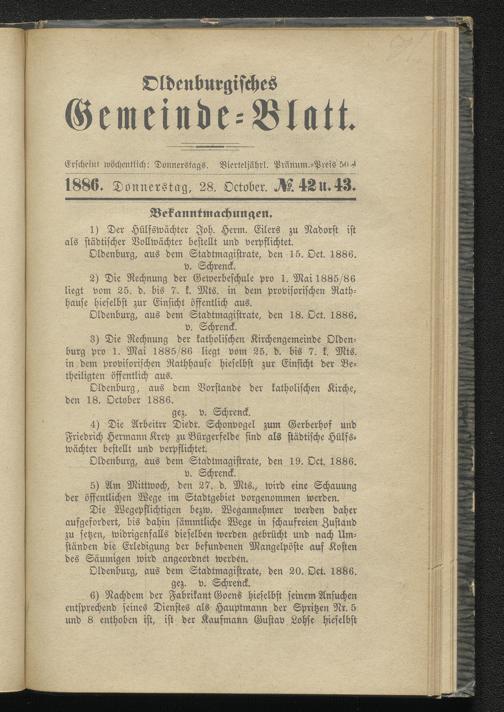 Oldenburgisches
Gemeinde-Blatt.
Erscheint wöchentlich: Donnerstags. Vierteljährl. Pränum.-Preis 50 ₰
1886. Donnerstag, 28. October. №. 42 u. 43.
Bekanntmachungen.
1) Der Hülfswächter Joh. Herm. Eilers zu Nadorst ist
als städtischer Vollwächter bestellt und verpflichtet.
Oldenburg, aus dem Stadtmagistrate, den 15. Oct. 1886.
v. Schrenck.
2) Die Rechnung der Gewerbeschule pro 1. Mai 1885/86
liegt vom 25. d. bis 7. k. Mts. in dem provisorischen Rath-
hause hieselbst zur Einsicht öffentlich aus.
Oldenburg, aus dem Stadtmagistrate, den 18. Oct. 1886.
v. Schrenck.
3) Die Rechnung der katholischen Kirchengemeinde Olden-
burg pro 1. Mai 1885/86 liegt vom 25. d. bis 7. k. Mts.
in dem provisorischen Rathhause hieselbst zur Einsicht der Be-
theiligten öffentlich aus.
Oldenburg, aus dem Vorstande der katholischen Kirche,
den 18. October 1886.
gez. v. Schrenck.
4) Die Arbeitrr Diedr. Schonvogel zum Gerberhof und
Friedrich Hermann Krey zu Bürgerfelde sind als städtische Hülfs-
wächter bestellt und verpflichtet.
Oldenburg, aus dem Stadtmagistrate, den 19. Oct. 1886.
v. Schrenck.
5) Am Mittwoch, den 27. d. Mts., wird eine Schauung
der öffentlichen Wege im Stadtgebiet vorgenommen werden.
Die Wegepflichtigen bezw. Wegannehmer werden daher
aufgefordert, bis dahin sämmtliche Wege in schaufreien Zustand
zu setzen, widrigenfalls dieselben werden gebrücht und nach Um-
ständen die Erledigung der befundenen Mangelpöste auf Kosten
des Säumigen wird angeordnet werden.
Oldenburg, aus dem Stadtmagistrate, den 20. Oct. 1886.
gez. v. Schrenck.
6) Nachdem der Fabrikant Goens hieselbst seinem Ansuchen
entsprechend seines Dienstes als Hauptmann der Spritzen Nr. 5
und 8 enthoben ist, ist der Kaufmann Gustav Lohse hieselbst